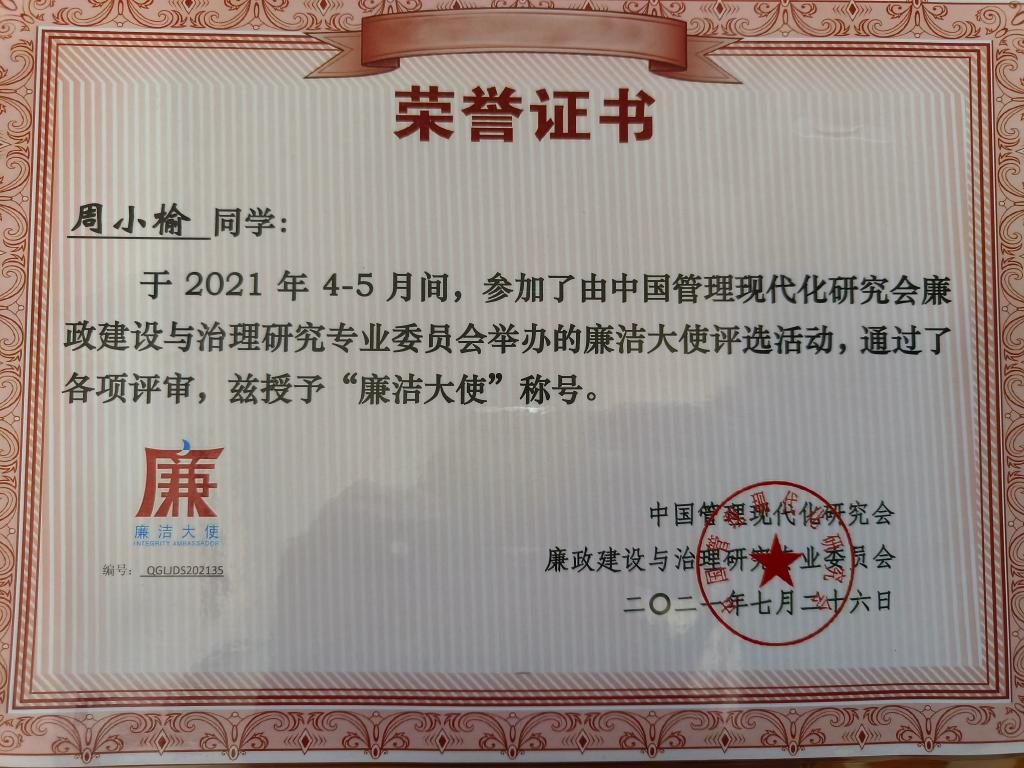 荣誉证书
周小榆 同学：
于 2021 年 4-5 月间，参加了由中国管理现代化研究会廉
政建设与治理研究专业委员会举办的廉洁大使评选活动，通过了
各项评审，兹授予“廉洁大使”称号。
廉
廉洁大使
INTEGRITY AMBASSADOR
编号： QGLJDS202135
中国管理现代化研究会
廉政建设与治理研究专业委员会
二〇二一年七月二十六日